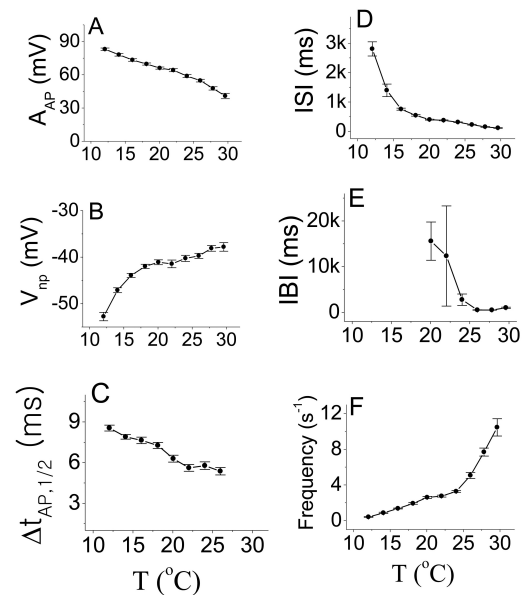 A
A_AP (mV)
90
60
30
0
10 15 20 25 30
B
V_np (mV)
-30
-40
-50
10 15 20 25 30
C
Δt_AP,1/2 (ms)
9
6
3
10 15 20 25 30
T (°C)
D
ISI (ms)
3k
2k
1k
0
10 15 20 25 30
E
IBI (ms)
20k
10k
0
10 15 20 25 30
F
Frequency (s⁻¹)
12
8
4
0
10 15 20 25 30
T (°C)